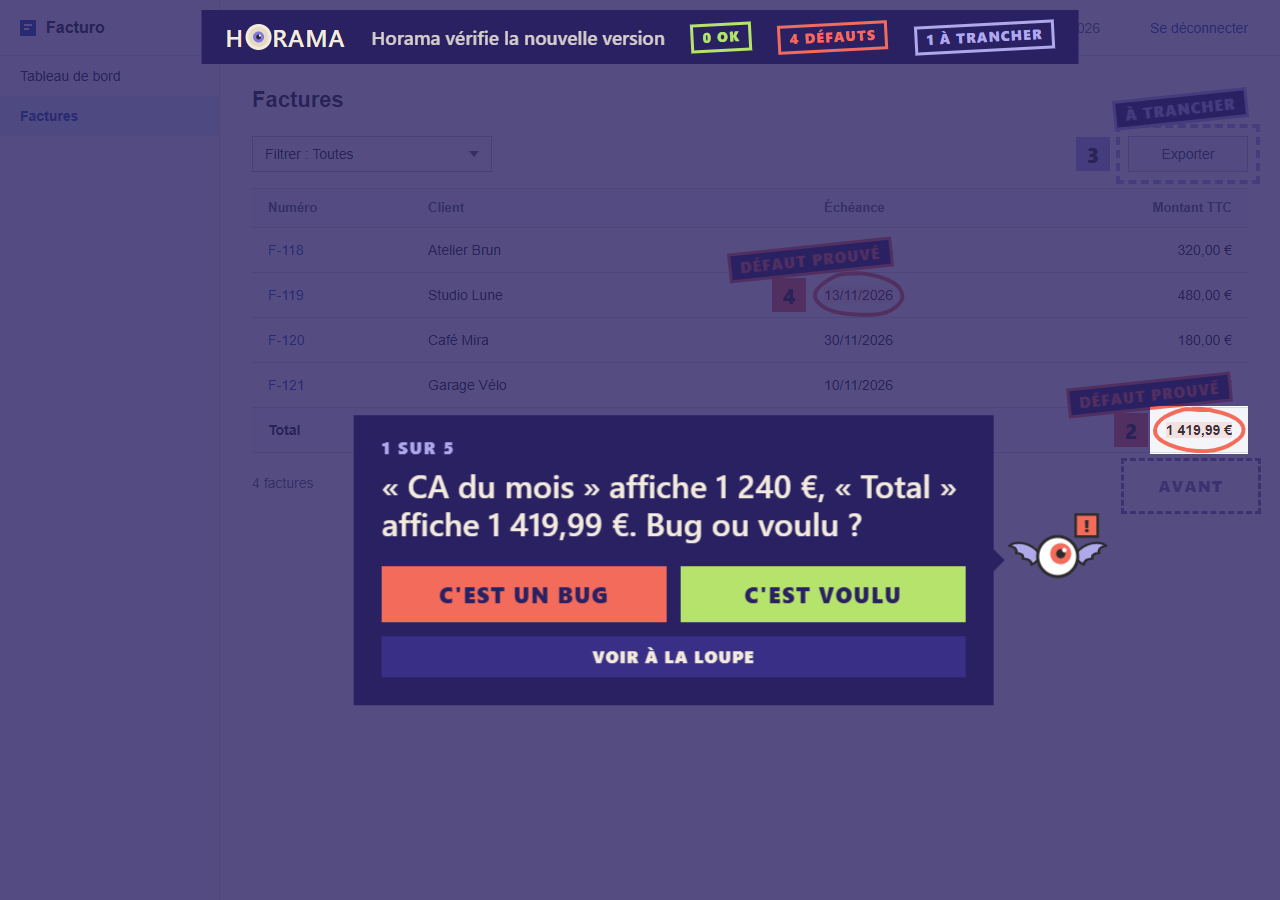 Facturo
HORAMA
Horama vérifie la nouvelle version
0 OK
4 DÉFAUTS
1 À TRANCHER
026
Se déconnecter
Tableau de bord
Factures
Factures
À TRANCHER
Filtrer : Toutes
3
Exporter
Numéro Client Échéance Montant TTC
F-118 Atelier Brun 320,00 €
DÉFAUT PROUVÉ
F-119 Studio Lune 4 13/11/2026 480,00 €
F-120 Café Mira 30/11/2026 180,00 €
F-121 Garage Vélo 10/11/2026
DÉFAUT PROUVÉ
Total 2 1 419,99 €
4 factures
AVANT
1 SUR 5
« CA du mois » affiche 1 240 €, « Total »
affiche 1 419,99 €. Bug ou voulu ?
!
C'EST UN BUG
C'EST VOULU
VOIR À LA LOUPE